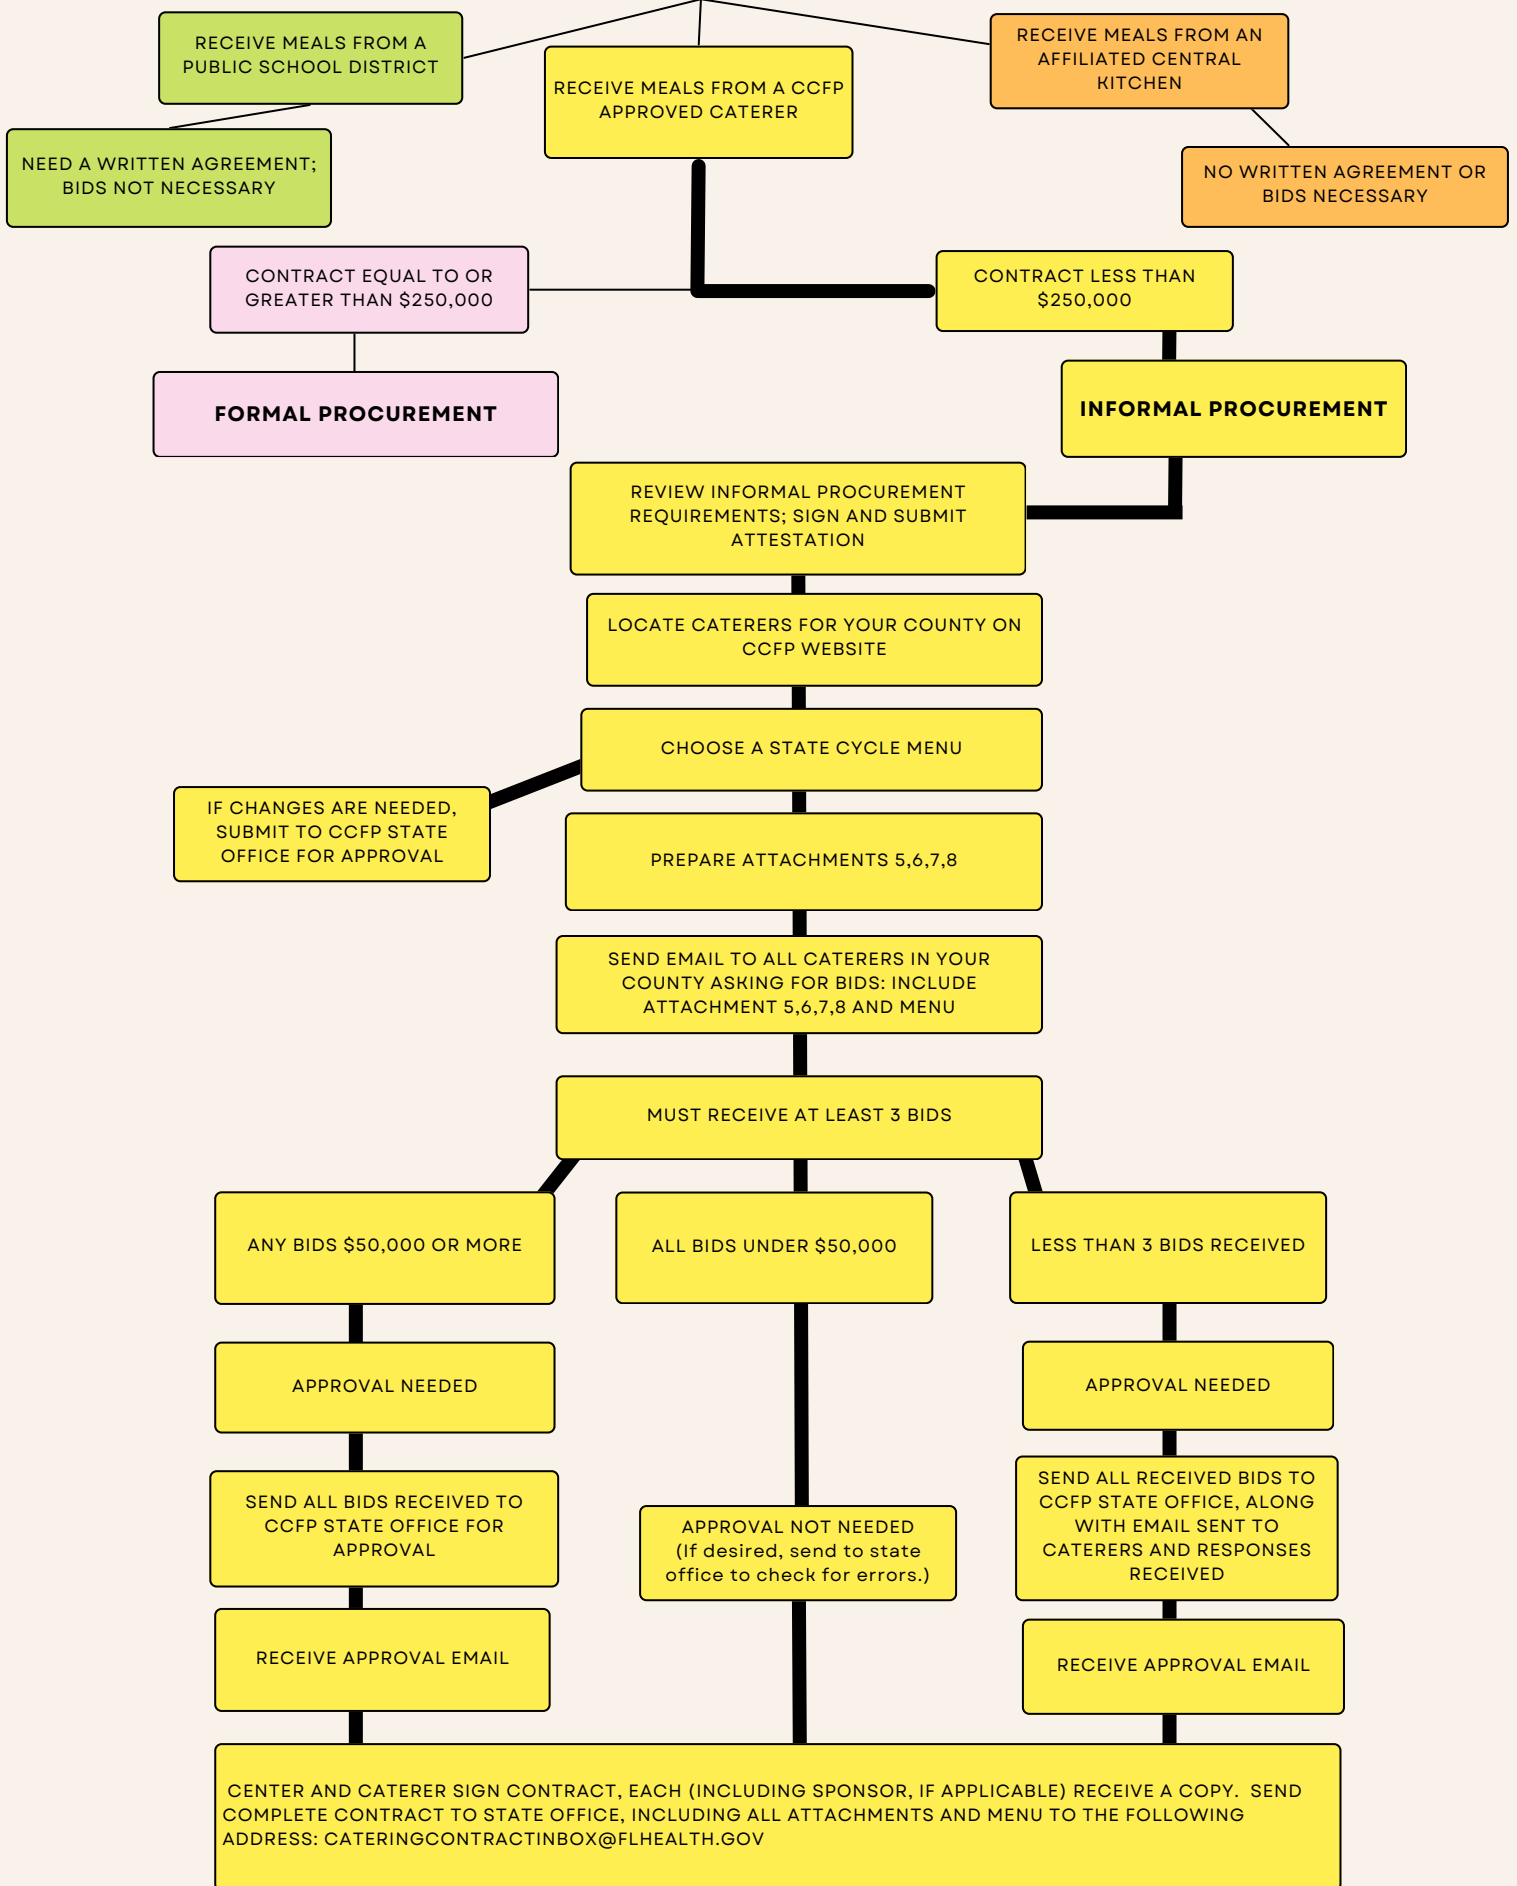 RECEIVE MEALS FROM A
PUBLIC SCHOOL DISTRICT
RECEIVE MEALS FROM A CCFP
APPROVED CATERER
RECEIVE MEALS FROM AN
AFFILIATED CENTRAL
KITCHEN
NEED A WRITTEN AGREEMENT;
BIDS NOT NECESSARY
NO WRITTEN AGREEMENT OR
BIDS NECESSARY
CONTRACT EQUAL TO OR
GREATER THAN $250,000
CONTRACT LESS THAN
$250,000
FORMAL PROCUREMENT
INFORMAL PROCUREMENT
REVIEW INFORMAL PROCUREMENT
REQUIREMENTS; SIGN AND SUBMIT
ATTESTATION
LOCATE CATERERS FOR YOUR COUNTY ON
CCFP WEBSITE
CHOOSE A STATE CYCLE MENU
IF CHANGES ARE NEEDED,
SUBMIT TO CCFP STATE
OFFICE FOR APPROVAL
PREPARE ATTACHMENTS 5,6,7,8
SEND EMAIL TO ALL CATERERS IN YOUR
COUNTY ASKING FOR BIDS: INCLUDE
ATTACHMENT 5,6,7,8 AND MENU
MUST RECEIVE AT LEAST 3 BIDS
ANY BIDS $50,000 OR MORE
ALL BIDS UNDER $50,000
LESS THAN 3 BIDS RECEIVED
APPROVAL NEEDED
APPROVAL NEEDED
SEND ALL BIDS RECEIVED TO
CCFP STATE OFFICE FOR
APPROVAL
APPROVAL NOT NEEDED
(If desired, send to state
office to check for errors.)
SEND ALL RECEIVED BIDS TO
CCFP STATE OFFICE, ALONG
WITH EMAIL SENT TO
CATERERS AND RESPONSES
RECEIVED
RECEIVE APPROVAL EMAIL
RECEIVE APPROVAL EMAIL
CENTER AND CATERER SIGN CONTRACT, EACH (INCLUDING SPONSOR, IF APPLICABLE) RECEIVE A COPY. SEND
COMPLETE CONTRACT TO STATE OFFICE, INCLUDING ALL ATTACHMENTS AND MENU TO THE FOLLOWING
ADDRESS: CATERINGCONTRACTINBOX@FLHEALTH.GOV